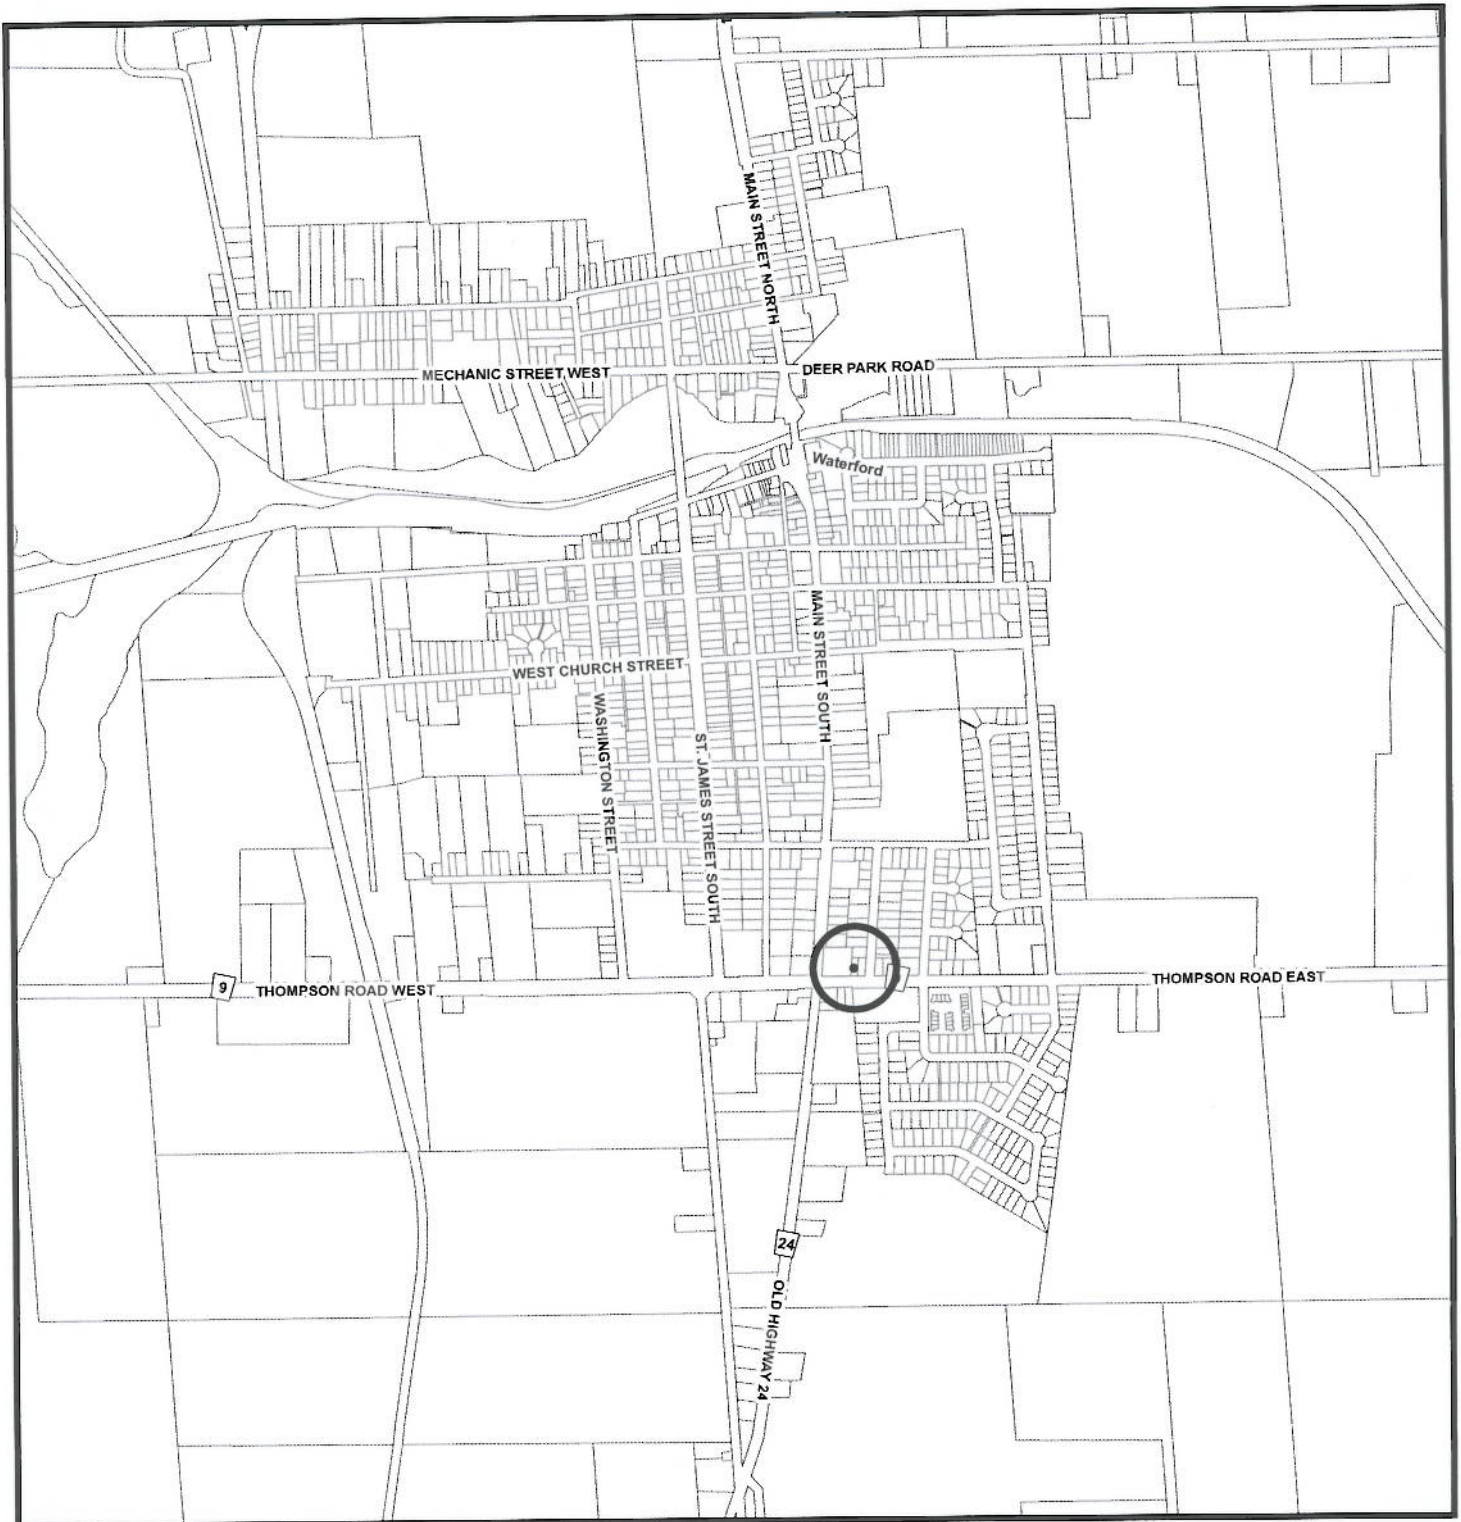 MAIN STREET NORTH
MECHANIC STREET WEST
DEER PARK ROAD
Waterford
MAIN STREET SOUTH
WEST CHURCH STREET
WASHINGTON STREET
ST. JAMES STREET SOUTH
9
THOMPSON ROAD WEST
THOMPSON ROAD EAST
24
OLD HIGHWAY 24